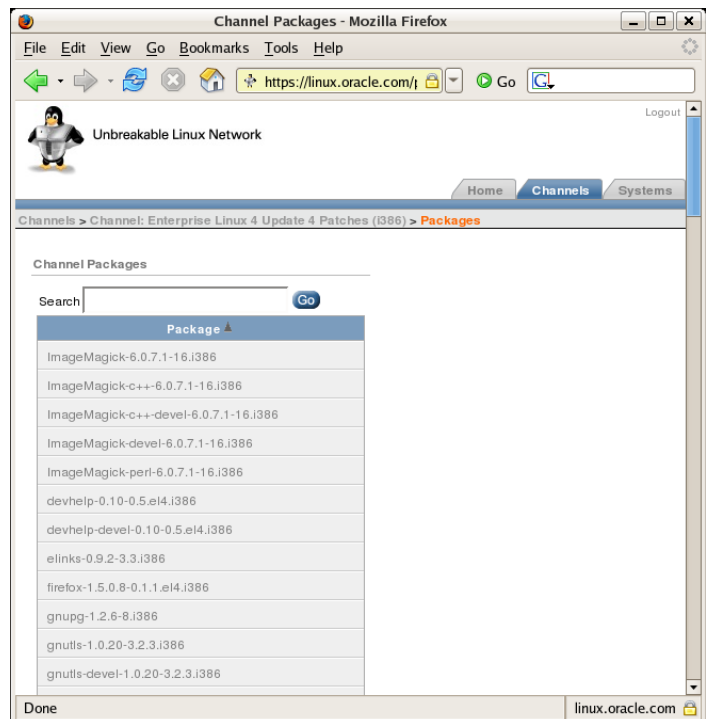 Channel Packages - Mozilla Firefox
File Edit View Go Bookmarks Tools Help
https://linux.oracle.com/p Go G
Logout
Unbreakable Linux Network
Home Channels Systems
Channels > Channel: Enterprise Linux 4 Update 4 Patches (i386) > Packages
Channel Packages
Search Go
Package
ImageMagick-6.0.7.1-16.i386
ImageMagick-c++-6.0.7.1-16.i386
ImageMagick-c++-devel-6.0.7.1-16.i386
ImageMagick-devel-6.0.7.1-16.i386
ImageMagick-perl-6.0.7.1-16.i386
devhelp-0.10-0.5.el4.i386
devhelp-devel-0.10-0.5.el4.i386
elinks-0.9.2-3.3.i386
firefox-1.5.0.8-0.1.1.el4.i386
gnupg-1.2.6-8.i386
gnutls-1.0.20-3.2.3.i386
gnutls-devel-1.0.20-3.2.3.i386
Done linux.oracle.com